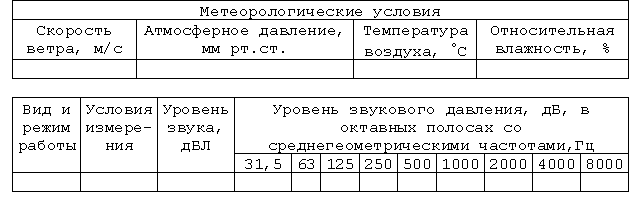 Метеорологические условия
Скорость Атмосферное давление, Температура Относительная
ветра, м/с мм рт.ст. воздуха, °С влажность, %
Вид и Условия Уровень Уровень звукового давления, дБ, в
режим измере- звука, октавных полосах со
работы ния дБЛ среднегеометрическими частотами,Гц
31,5 63 125 250 500 1000 2000 4000 8000